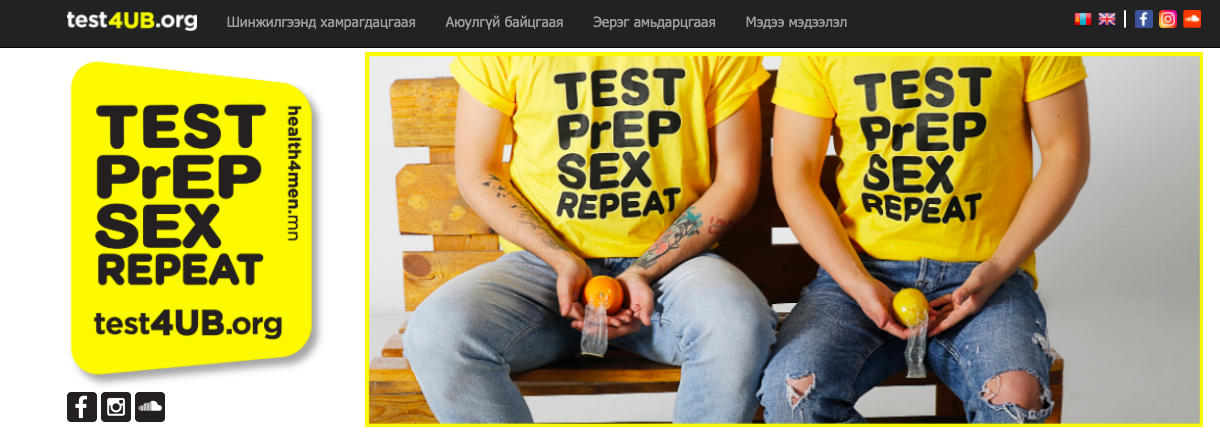 test4UB.org
Шинжилгээнд хамрагдацгаая
Аюулгүй байцгаая
Эерэг амьдарцгаая
Мэдээ мэдээлэл
TEST
PrEP
SEX
REPEAT
health4men.mn
test4UB.org
TEST
PrEP
SEX
REPEAT
TEST
PrEP
SEX
REPEAT